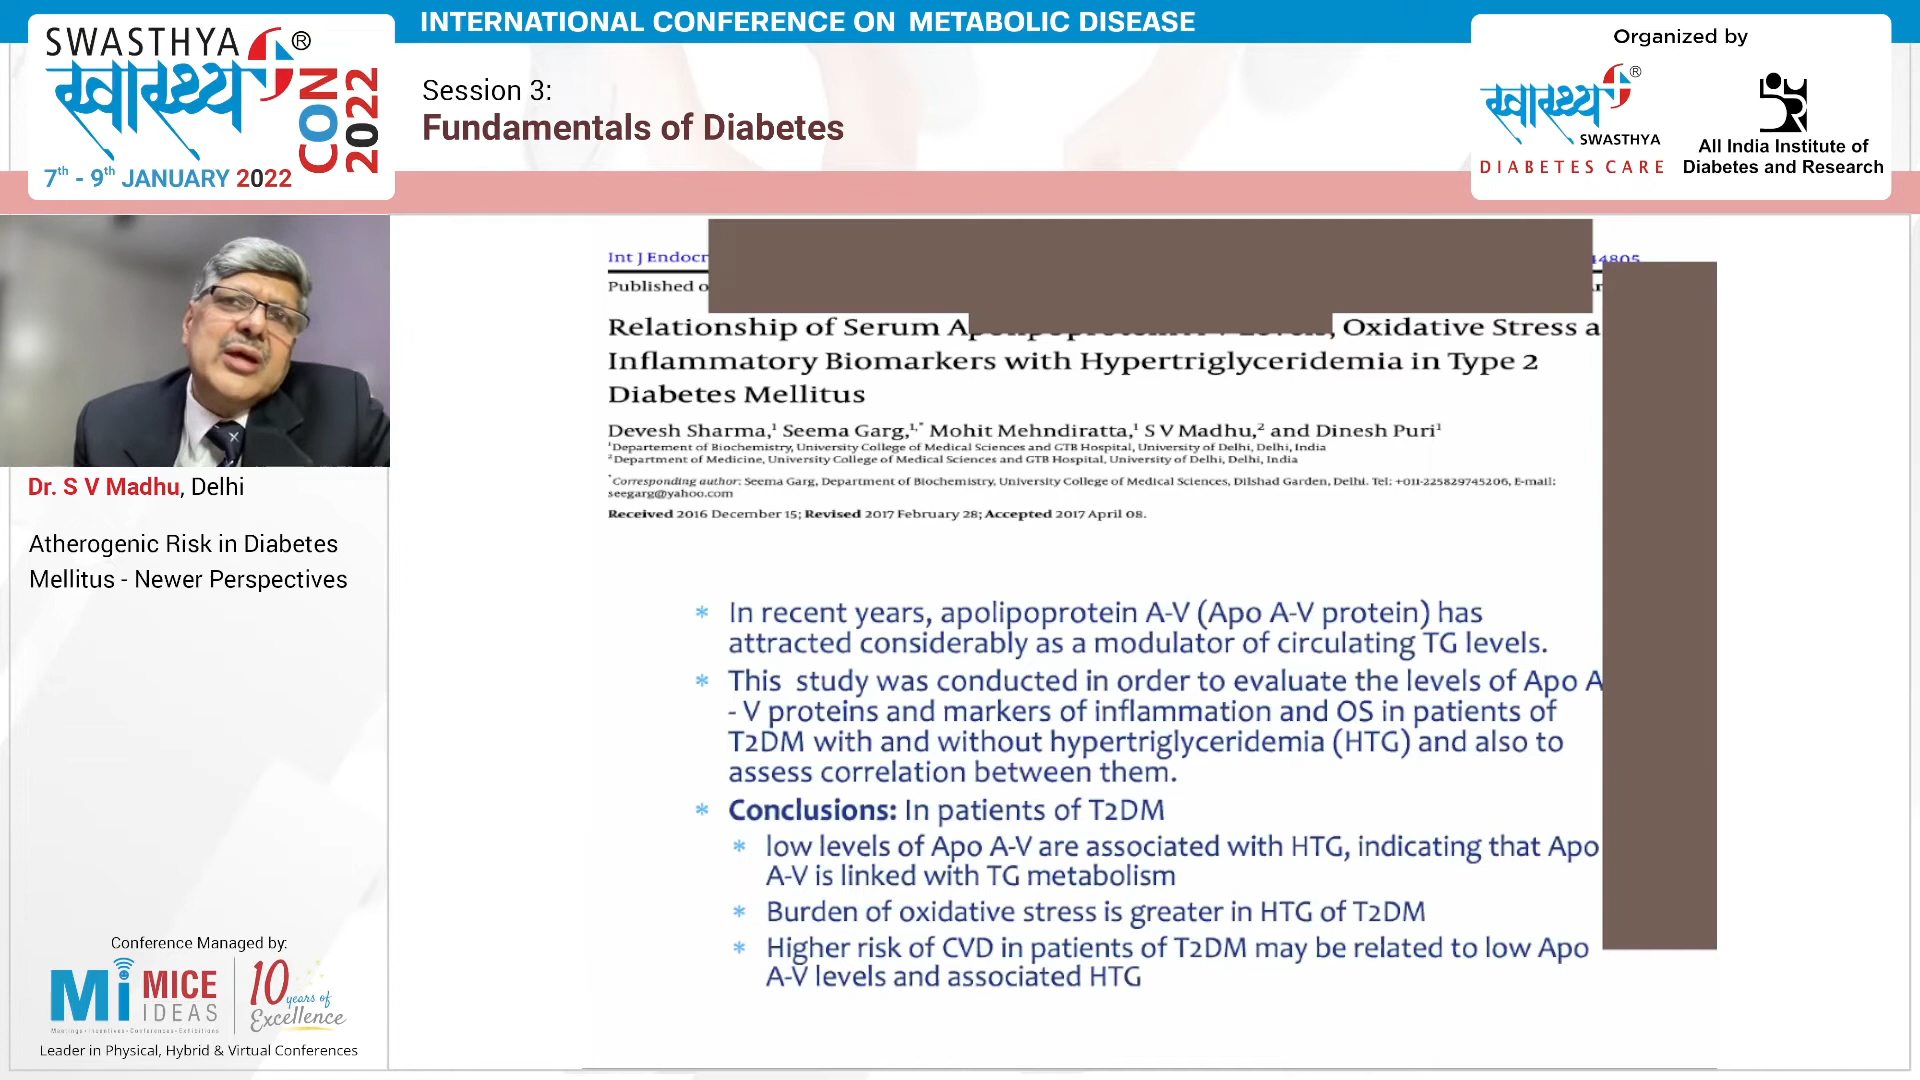 INTERNATIONAL CONFERENCE ON METABOLIC DISEASE
SWASTHYA ®
स्वास्थ्य
CON 2022
7th - 9th JANUARY 2022
Session 3:
Fundamentals of Diabetes
Organized by
स्वास्थ्य ®
SWASTHYA
DIABETES CARE
All India Institute of
Diabetes and Research
Dr. S V Madhu, Delhi
Atherogenic Risk in Diabetes
Mellitus - Newer Perspectives
Conference Managed by:
Mi MICE IDEAS
Meetings • Incentives • Conferences • Exhibitions
10 years of Excellence
Leader in Physical, Hybrid & Virtual Conferences
Int J Endocr
Published
Relationship of Serum Oxidative Stress
Inflammatory Biomarkers with Hypertriglyceridemia in Type 2
Diabetes Mellitus
Devesh Sharma,1 Seema Garg,1,* Mohit Mehndiratta,1 S V Madhu,2 and Dinesh Puri1
1Departement of Biochemistry, University College of Medical Sciences and GTB Hospital, University of Delhi, Delhi, India
2Department of Medicine, University College of Medical Sciences and GTB Hospital, University of Delhi, Delhi, India
*Corresponding author: Seema Garg, Department of Biochemistry, University College of Medical Sciences, Dilshad Garden, Delhi. Tel: +011-225829745206, E-mail:
seegarg@yahoo.com
Received 2016 December 15; Revised 2017 February 28; Accepted 2017 April 08.
* In recent years, apolipoprotein A-V (Apo A-V protein) has
attracted considerably as a modulator of circulating TG levels.
* This study was conducted in order to evaluate the levels of Apo A
- V proteins and markers of inflammation and OS in patients of
T2DM with and without hypertriglyceridemia (HTG) and also to
assess correlation between them.
* Conclusions: In patients of T2DM
* low levels of Apo A-V are associated with HTG, indicating that Apo
A-V is linked with TG metabolism
* Burden of oxidative stress is greater in HTG of T2DM
* Higher risk of CVD in patients of T2DM may be related to low Apo
A-V levels and associated HTG